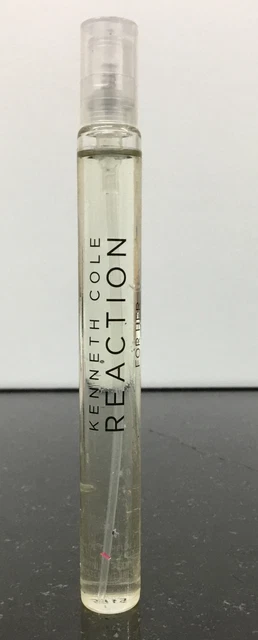 KENNETH COLE
REACTION
FOR HER